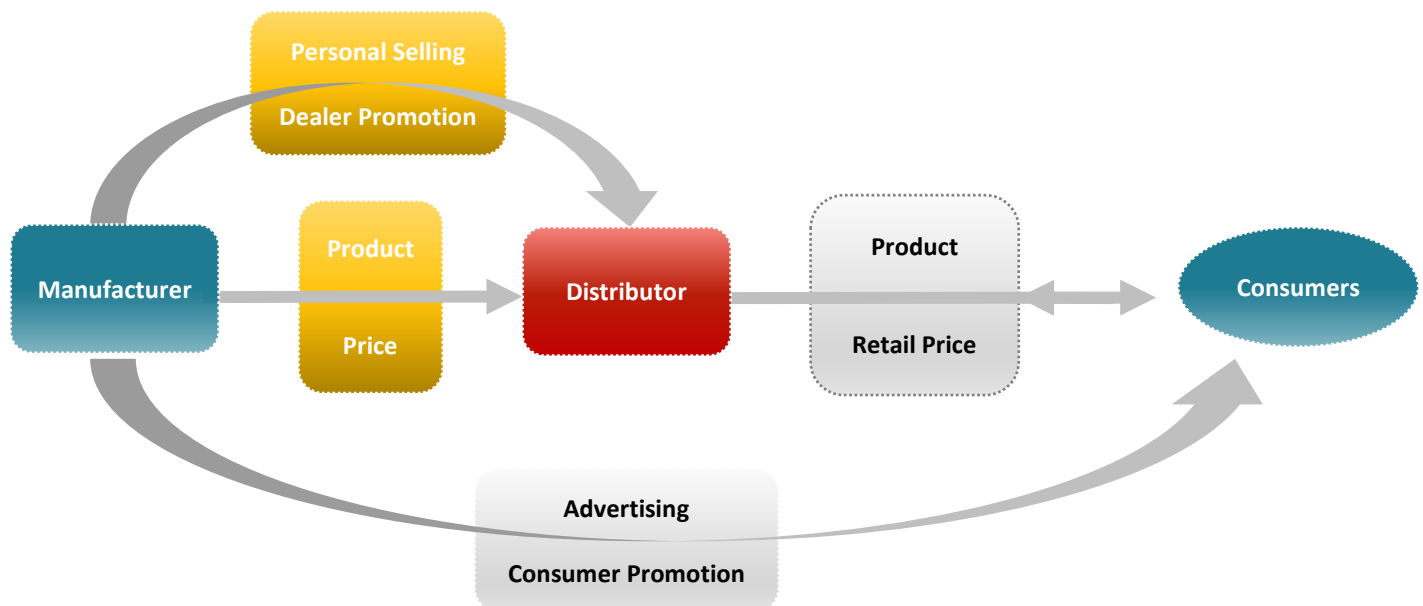 Personal Selling
Dealer Promotion
Manufacturer
Product
Price
Distributor
Product
Retail Price
Consumers
Advertising
Consumer Promotion